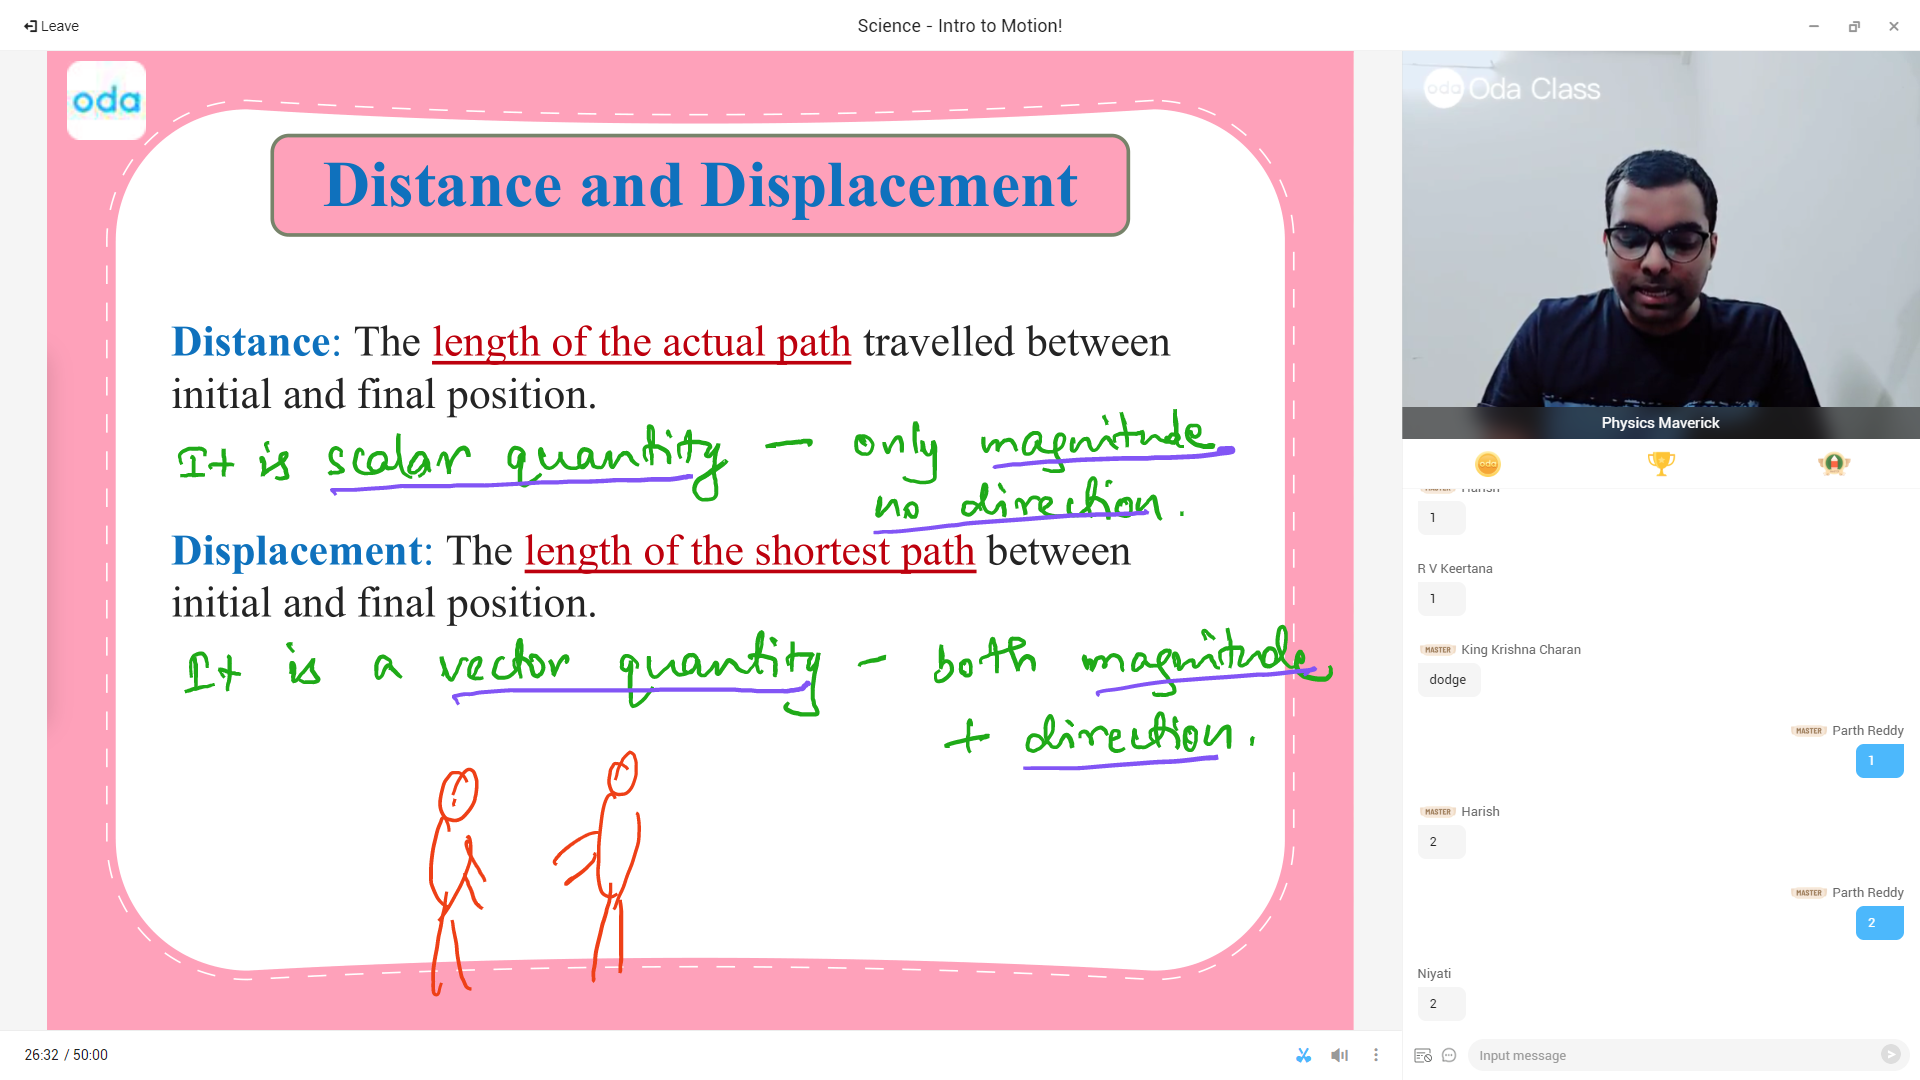 Leave
Science - Intro to Motion!
oda
Distance and Displacement
Distance: The length of the actual path travelled between
initial and final position.
It is scalar quantity - only magnitude
no direction.
Displacement: The length of the shortest path between
initial and final position.
It is a vector quantity - both magnitude
+ direction.
26:32 / 50:00
oda Oda Class
Physics Maverick
oda
MASTER Harish
1
R V Keertana
1
MASTER King Krishna Charan
dodge
MASTER Parth Reddy
1
MASTER Harish
2
MASTER Parth Reddy
2
Niyati
2
Input message